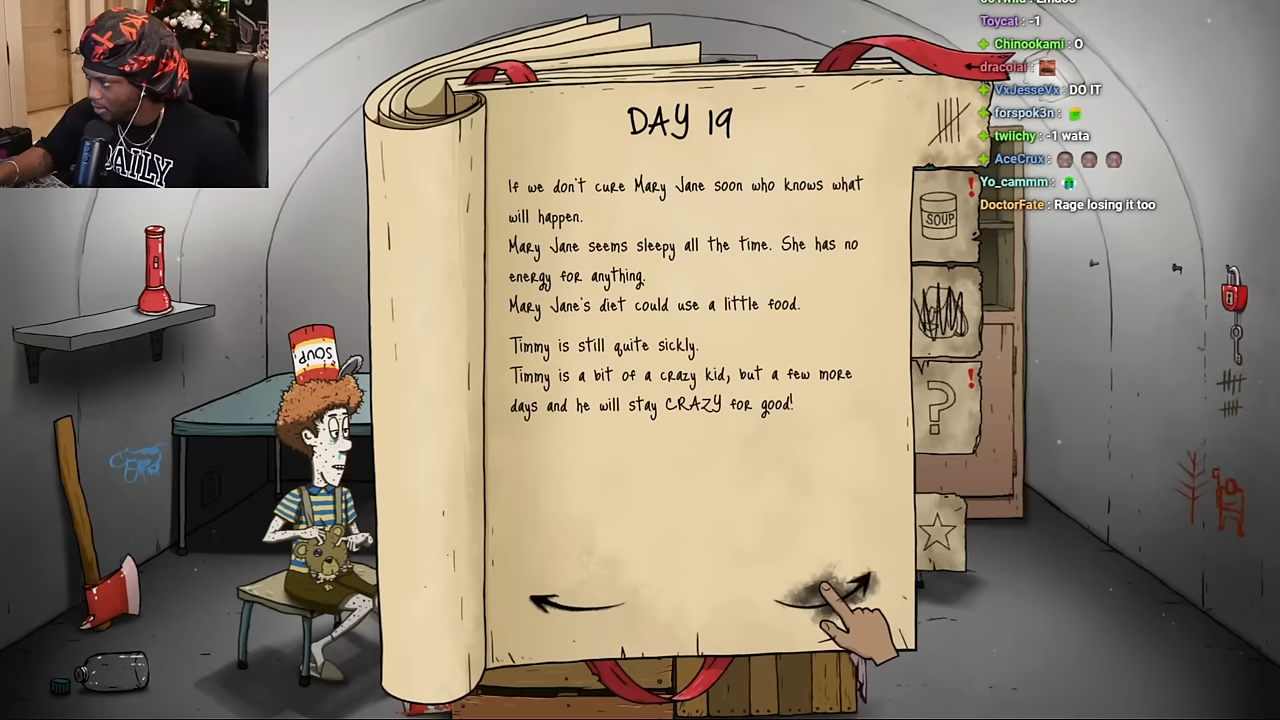 DAY 19
If we don't cure Mary Jane soon who knows what
will happen.
Mary Jane seems sleepy all the time. She has no
energy for anything.
Mary Jane's diet could use a little food.
Timmy is still quite sickly.
Timmy is a bit of a crazy kid, but a few more
days and he will stay CRAZY for good!
SOUP
!
?
!
SOUP
DAILY
Toycat : -1
Chinookami : O
dracolai :
VxJesseVx : DO IT
forspok3n :
twiichy : -1 wata
AceCrux :
Yo_cammm :
DoctorFate : Rage losing it too